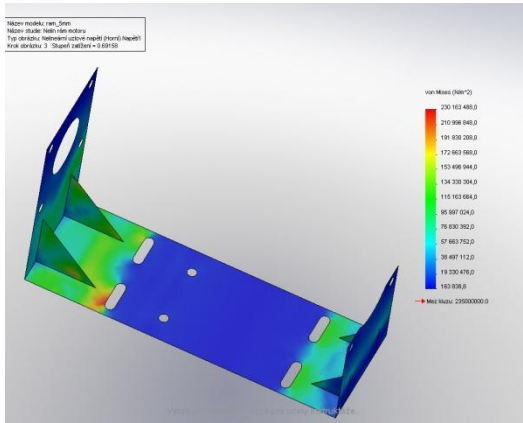 Název modelu: ram_5mm
Název studie: Nelin rám motoru
Typ obrázku: Nelineární uzlové napětí (Horní) Napětí1
Krok obrázku: 3 Stupeň zatížení = 0.69158
von Mises (N/m^2)
230 163 488,0
210 996 848,0
191 830 208,0
172 663 568,0
153 496 944,0
134 330 304,0
115 163 664,0
95 997 024,0
76 830 392,0
57 663 752,0
38 497 112,0
19 330 476,0
163 838,8
Mez kluzu: 235000000,0